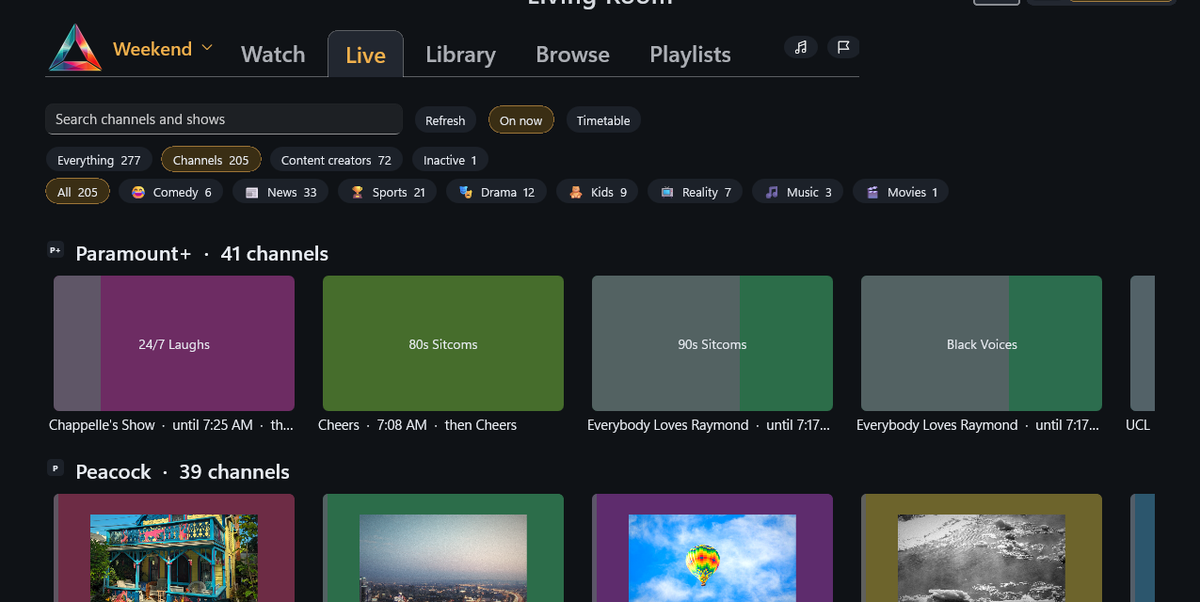 Living Room
Weekend
Watch
Live
Library
Browse
Playlists
Search channels and shows
Refresh
On now
Timetable
Everything 277
Channels 205
Content creators 72
Inactive 1
All 205
Comedy 6
News 33
Sports 21
Drama 12
Kids 9
Reality 7
Music 3
Movies 1
P+
Paramount+ · 41 channels
24/7 Laughs
80s Sitcoms
90s Sitcoms
Black Voices
Chappelle's Show · until 7:25 AM · th...
Cheers · 7:08 AM · then Cheers
Everybody Loves Raymond · until 7:17...
Everybody Loves Raymond · until 7:17...
UCL
P
Peacock · 39 channels